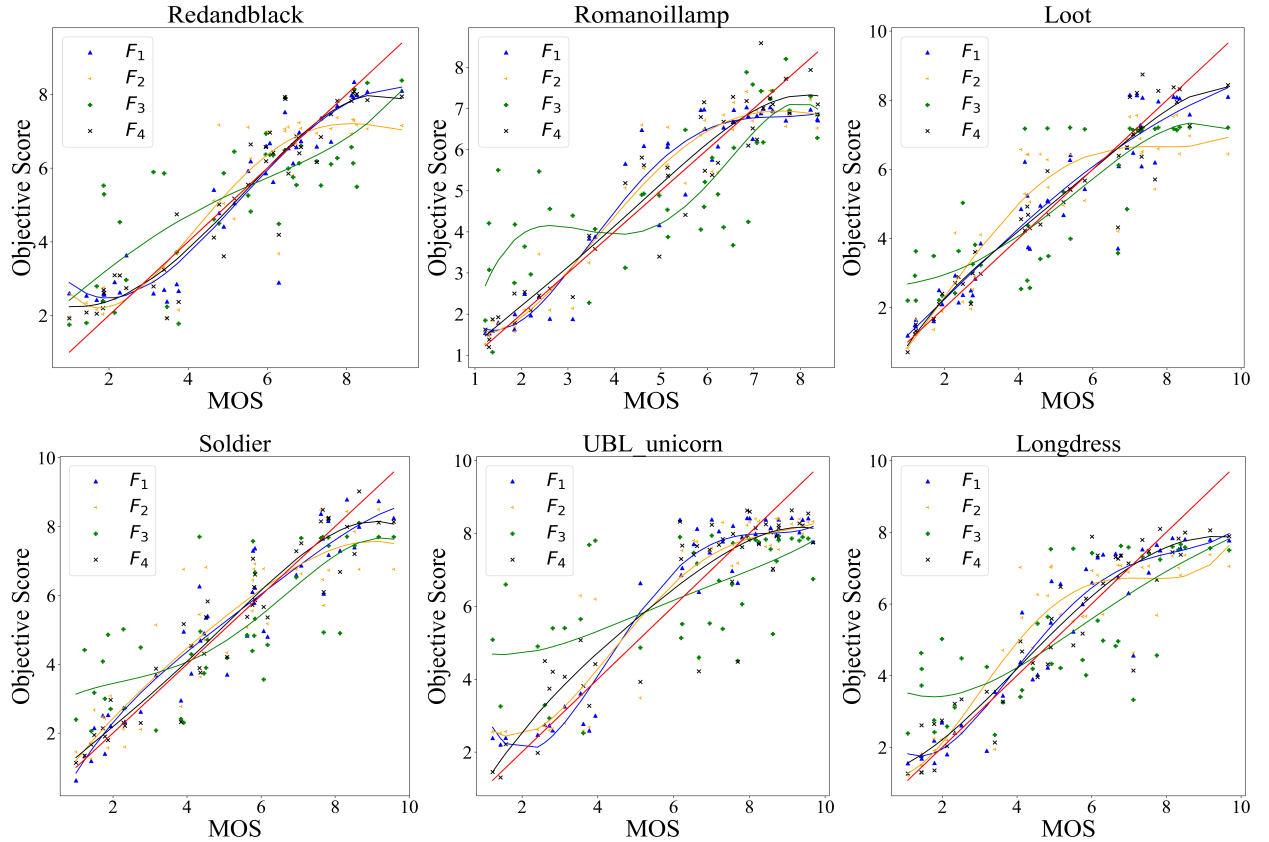 Redandblack
Objective Score
8
6
4
2
F1
F2
F3
F4
2 4 6 8
MOS
Romanoillamp
Objective Score
8
7
6
5
4
3
2
1
F1
F2
F3
F4
1 2 3 4 5 6 7 8
MOS
Loot
Objective Score
10
8
6
4
2
F1
F2
F3
F4
2 4 6 8 10
MOS
Soldier
Objective Score
10
8
6
4
2
F1
F2
F3
F4
2 4 6 8 10
MOS
UBL_unicorn
Objective Score
10
8
6
4
2
F1
F2
F3
F4
2 4 6 8 10
MOS
Longdress
Objective Score
10
8
6
4
2
F1
F2
F3
F4
2 4 6 8 10
MOS